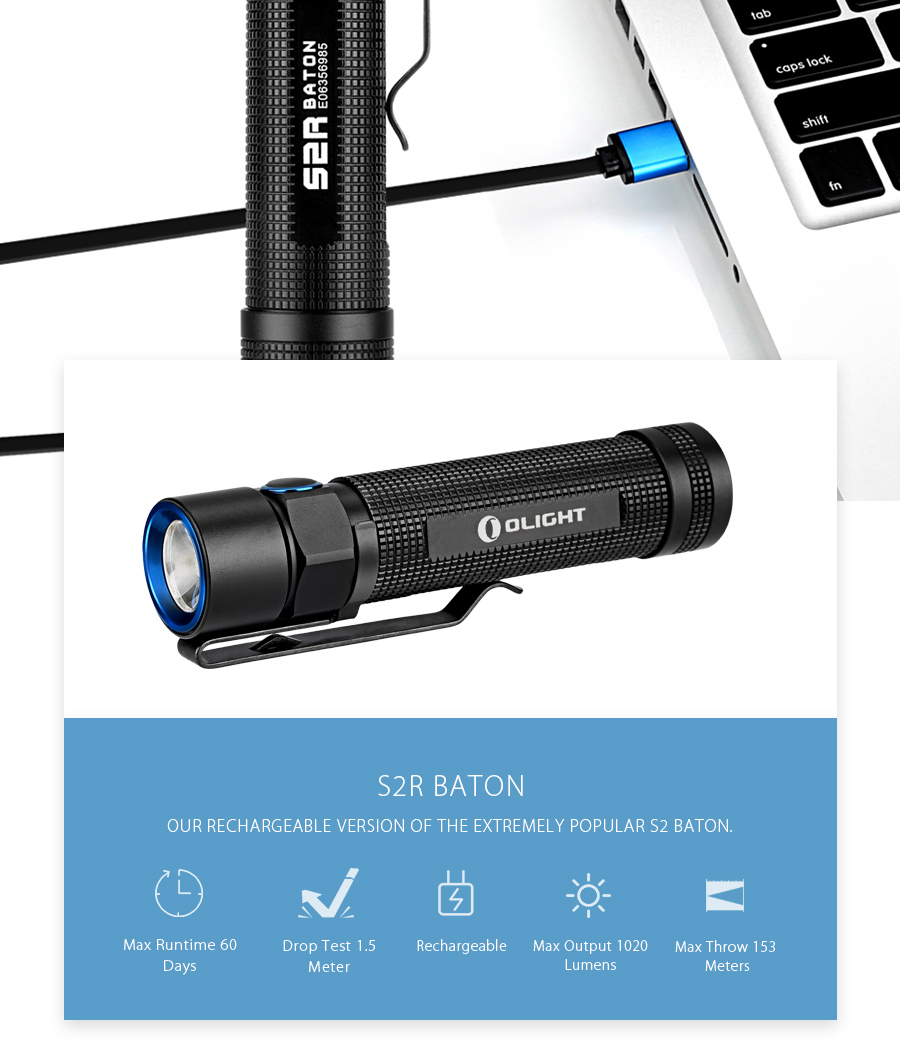 S2R BATON
E06356985
tab
caps lock
shift
fn
OLIGHT
S2R BATON
OUR RECHARGEABLE VERSION OF THE EXTREMELY POPULAR S2 BATON.
Max Runtime 60
Days
Drop Test 1.5
Meter
Rechargeable
Max Output 1020
Lumens
Max Throw 153
Meters